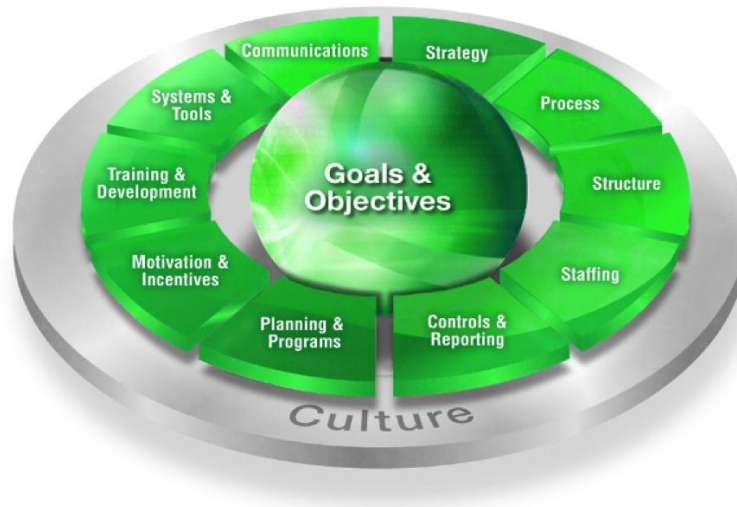 Communications
Strategy
Systems &
Tools
Process
Training &
Development
Goals &
Objectives
Structure
Motivation &
Incentives
Staffing
Planning &
Programs
Controls &
Reporting
Culture